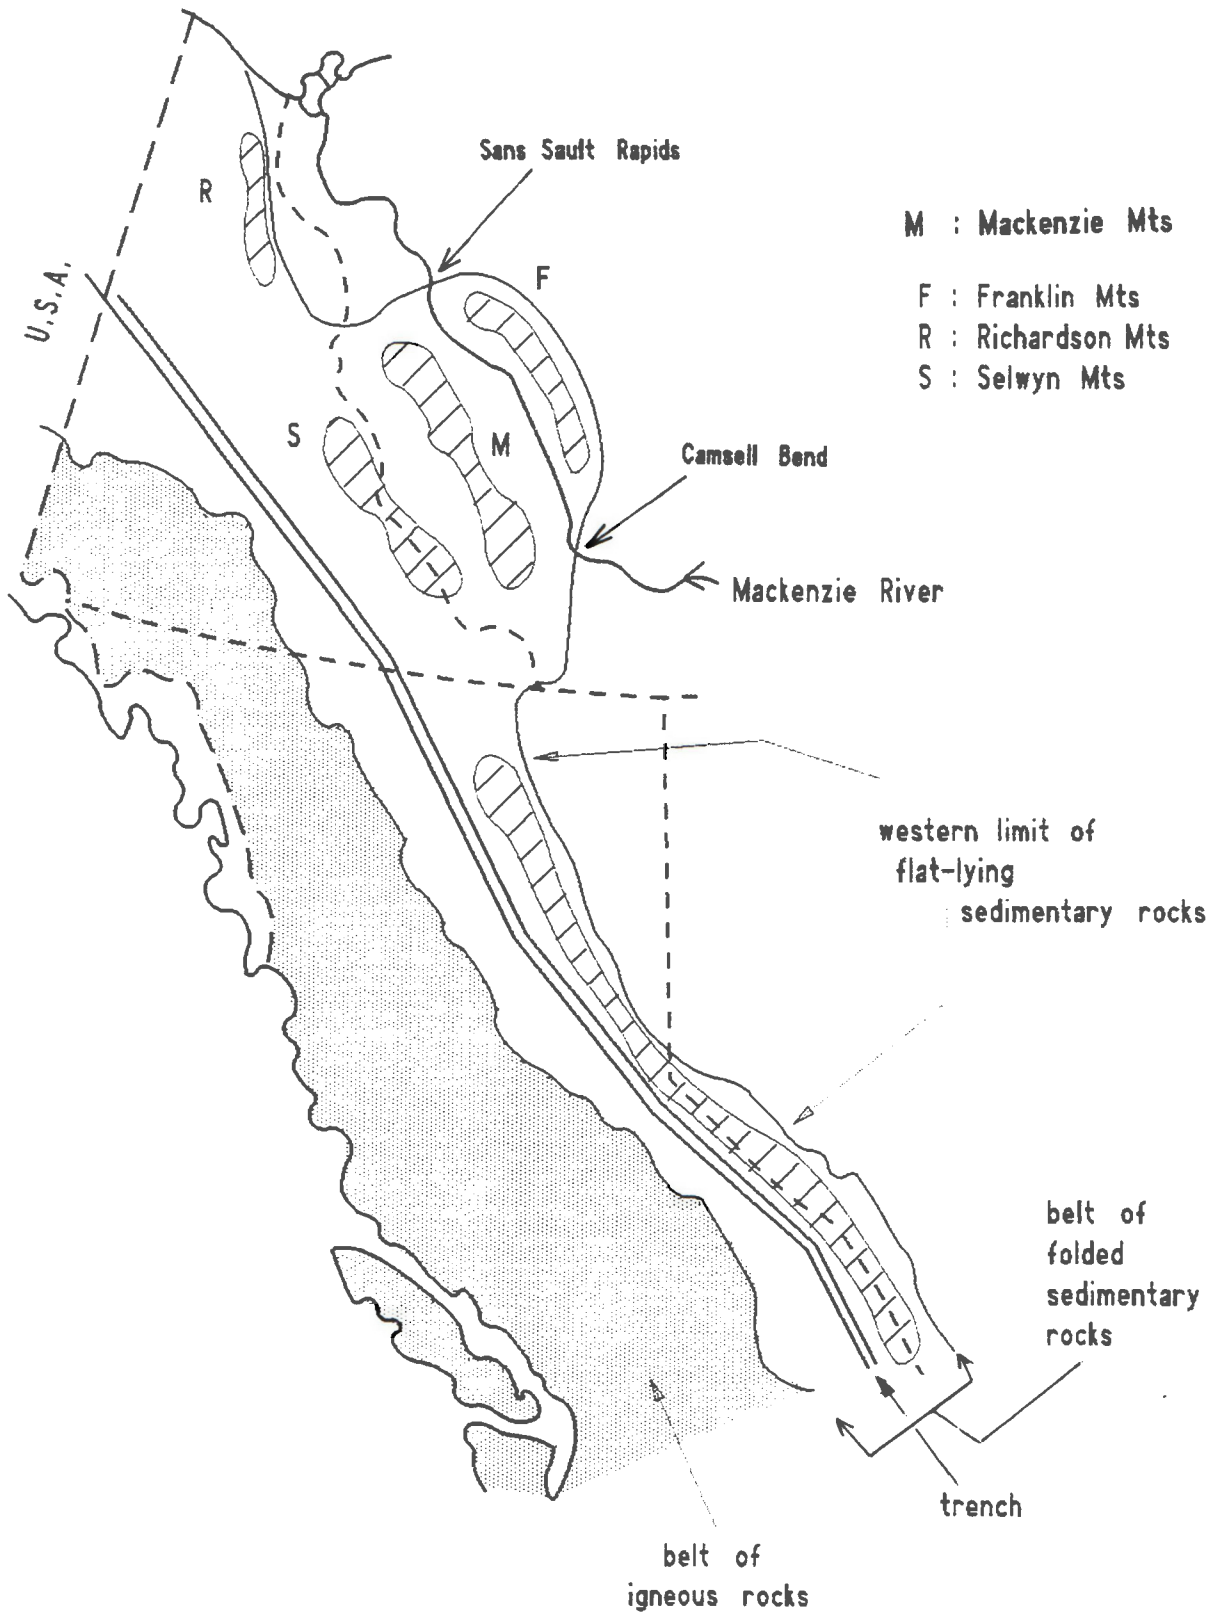 Sans Sault Rapids
R
M : Mackenzie Mts
F
F : Franklin Mts
R : Richardson Mts
S : Selwyn Mts
U.S.A.
S
M
Camsell Bend
Mackenzie River
western limit of
flat-lying
sedimentary rocks
belt of
folded
sedimentary
rocks
trench
belt of
igneous rocks